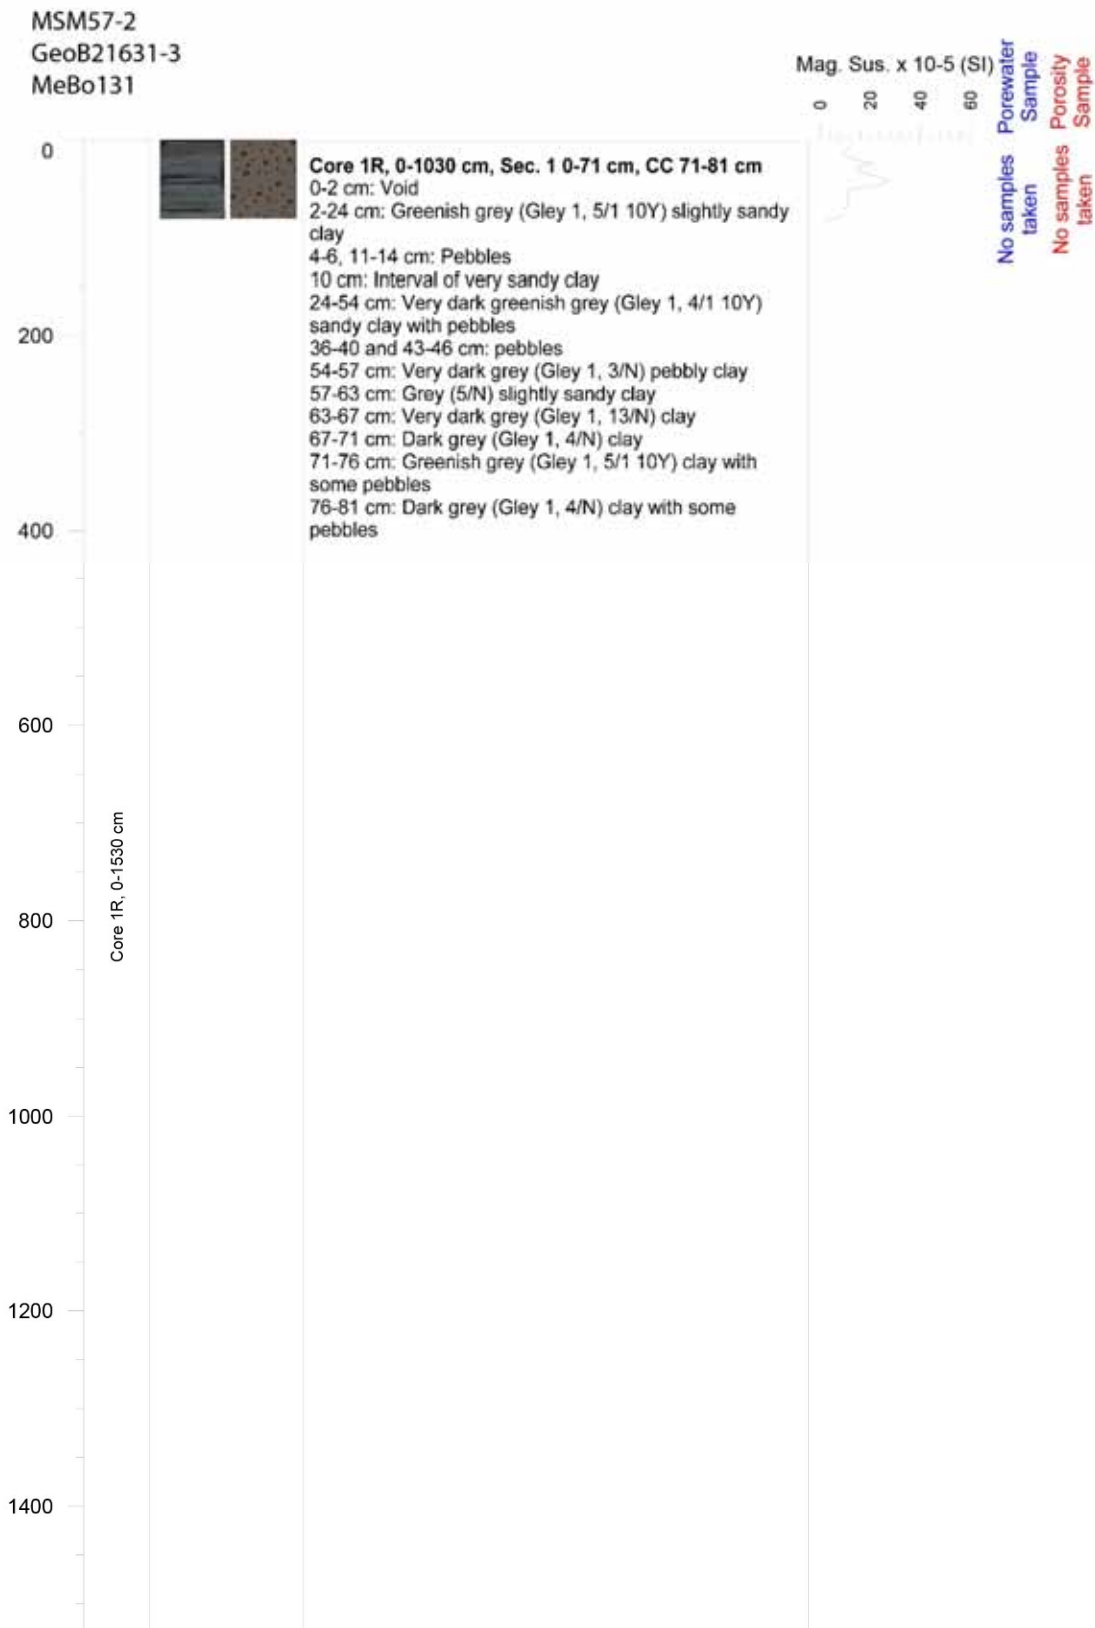 MSM57-2
GeoB21631-3
MeBo131
Mag. Sus. x 10-5 (SI)
0
20
40
60
Porewater
Sample
No samples
taken
Porosity
Sample
No samples
taken
0
200
400
600
800
1000
1200
1400
Core 1R, 0-1530 cm
Core 1R, 0-1030 cm, Sec. 1 0-71 cm, CC 71-81 cm
0-2 cm: Void
2-24 cm: Greenish grey (Gley 1, 5/1 10Y) slightly sandy
clay
4-6, 11-14 cm: Pebbles
10 cm: Interval of very sandy clay
24-54 cm: Very dark greenish grey (Gley 1, 4/1 10Y)
sandy clay with pebbles
36-40 and 43-46 cm: pebbles
54-57 cm: Very dark grey (Gley 1, 3/N) pebbly clay
57-63 cm: Grey (5/N) slightly sandy clay
63-67 cm: Very dark grey (Gley 1, 13/N) clay
67-71 cm: Dark grey (Gley 1, 4/N) clay
71-76 cm: Greenish grey (Gley 1, 5/1 10Y) clay with
some pebbles
76-81 cm: Dark grey (Gley 1, 4/N) clay with some
pebbles